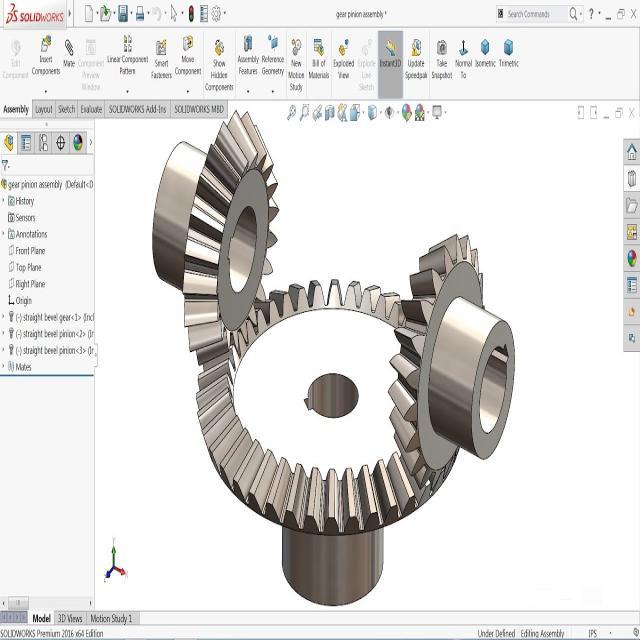 SOLIDWORKS
gear pinion assembly *
Search Commands
Edit Component
Insert Components
Mate
Component Preview Window
Linear Component Pattern
Smart Fasteners
Move Component
Show Hidden Components
Assembly Features
Reference Geometry
New Motion Study
Bill of Materials
Exploded View
Explode Line Sketch
Instant3D
Update Speedpak
Take Snapshot
Normal To
Isometric
Trimetric
Assembly Layout Sketch Evaluate SOLIDWORKS Add-Ins SOLIDWORKS MBD
gear pinion assembly (Default<D
History
Sensors
Annotations
Front Plane
Top Plane
Right Plane
Origin
(-) straight bevel gear<1> (Incl
(-) straight bevel pinion<2> (Ir
(-) straight bevel pinion<3> (Ir
Mates
Model 3D Views Motion Study 1
SOLIDWORKS Premium 2016 x64 Edition
Under Defined Editing Assembly IPS